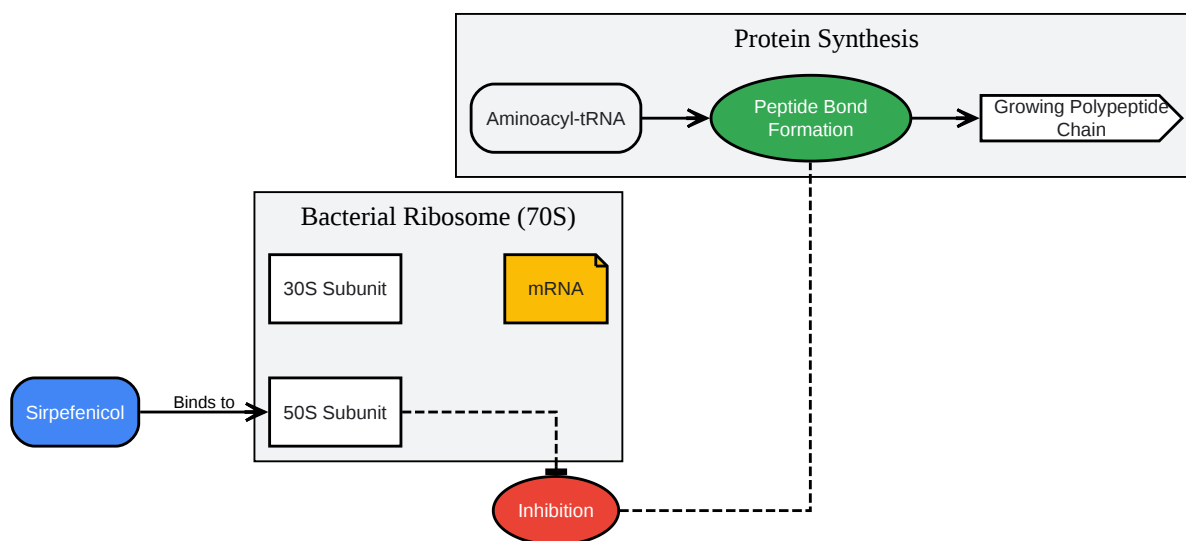 Protein Synthesis
Aminoacyl-tRNA
Peptide Bond
Formation
Growing Polypeptide
Chain
Bacterial Ribosome (70S)
30S Subunit
mRNA
Sirpefenicol
Binds to
50S Subunit
Inhibition